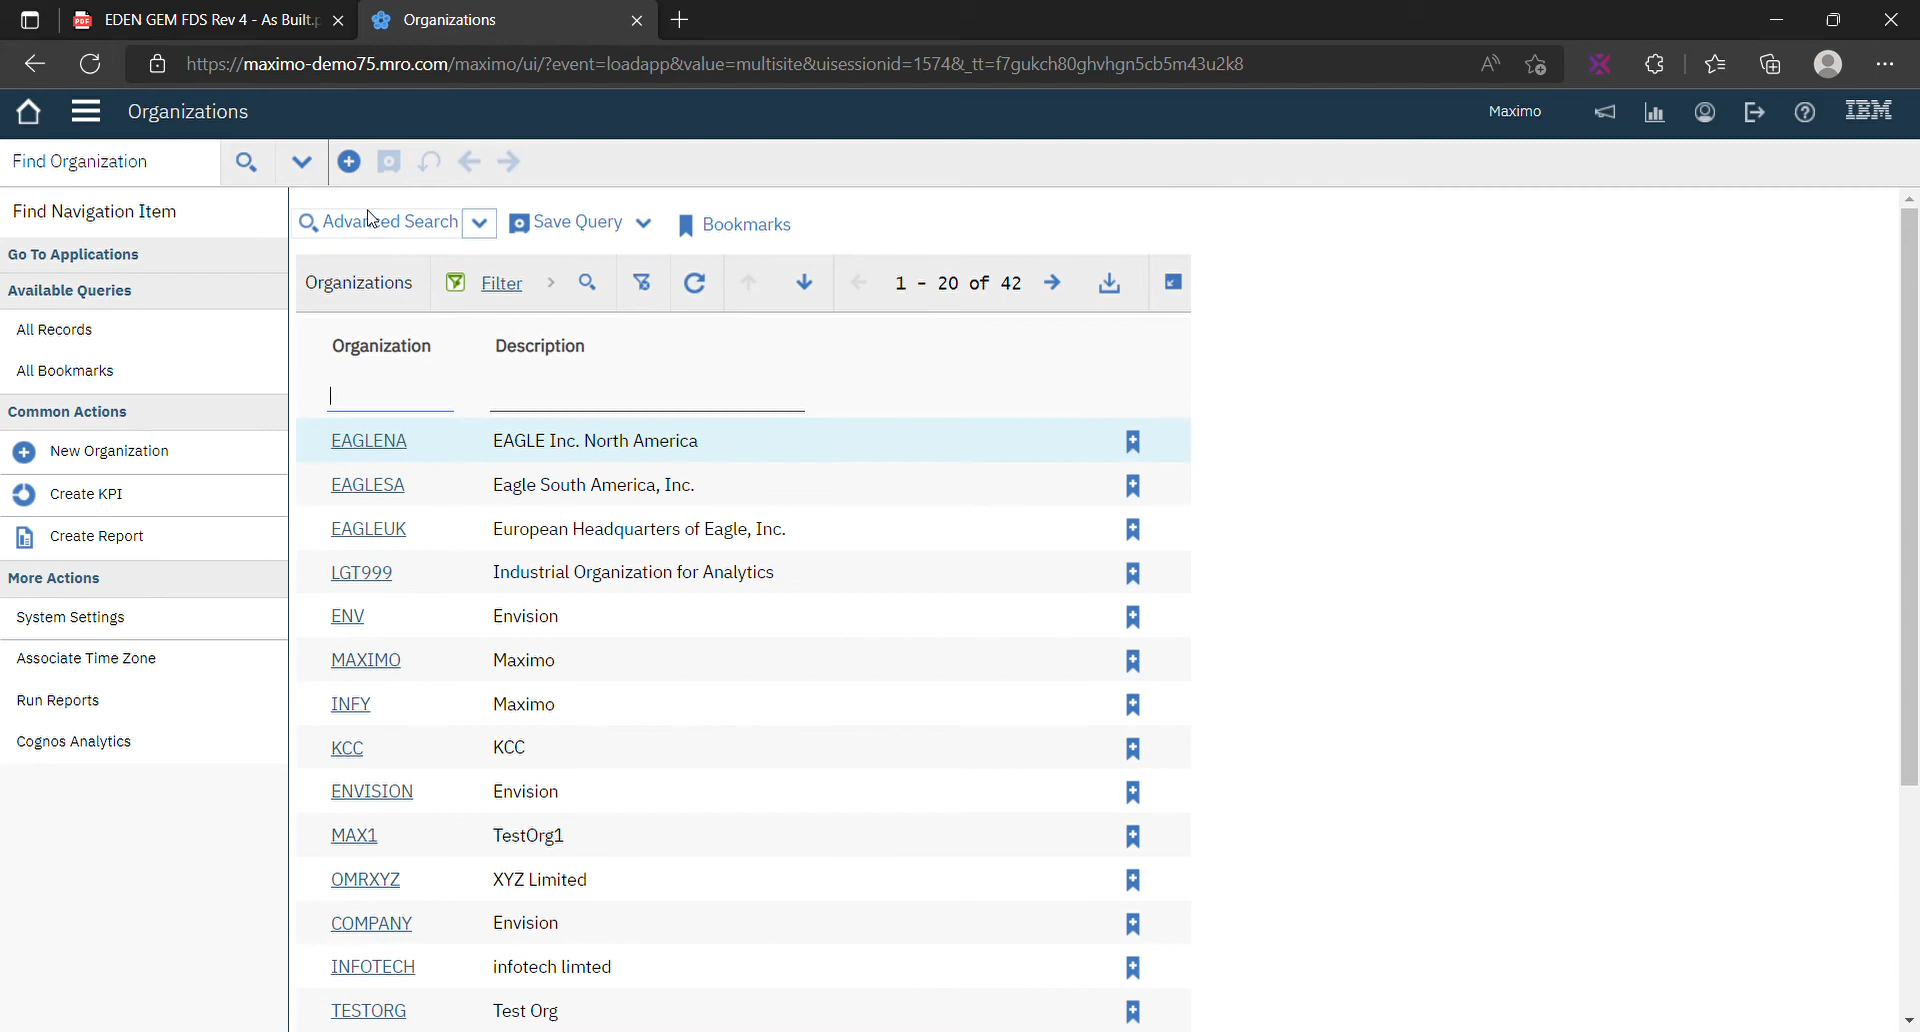 EDEN GEM FDS Rev 4 - As Built.p
Organizations
https://maximo-demo75.mro.com/maximo/ui/?event=loadapp&value=multisite&uisessionid=1574&_tt=f7gukch80ghvhgn5cb5m43u2k8
Organizations
Maximo
IBM
Find Organization
Find Navigation Item
Go To Applications
Available Queries
All Records
All Bookmarks
Common Actions
New Organization
Create KPI
Create Report
More Actions
System Settings
Associate Time Zone
Run Reports
Cognos Analytics
Advanced Search
Save Query
Bookmarks
Organizations
Filter
1 - 20 of 42
Organization Description
EAGLENA EAGLE Inc. North America
EAGLESA Eagle South America, Inc.
EAGLEUK European Headquarters of Eagle, Inc.
LGT999 Industrial Organization for Analytics
ENV Envision
MAXIMO Maximo
INFY Maximo
KCC KCC
ENVISION Envision
MAX1 TestOrg1
OMRXYZ XYZ Limited
COMPANY Envision
INFOTECH infotech limted
TESTORG Test Org